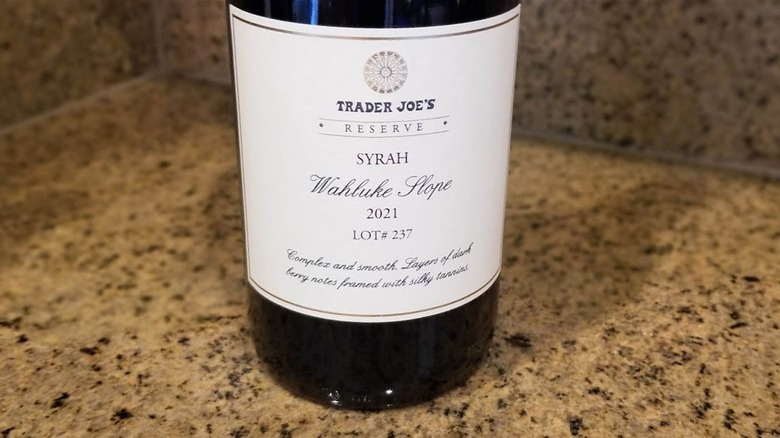 TRADER JOE'S
• RESERVE •
SYRAH
Wahluke Slope
2021
LOT# 237
Complex and smooth. Layers of dark
berry notes framed with silky tannins.